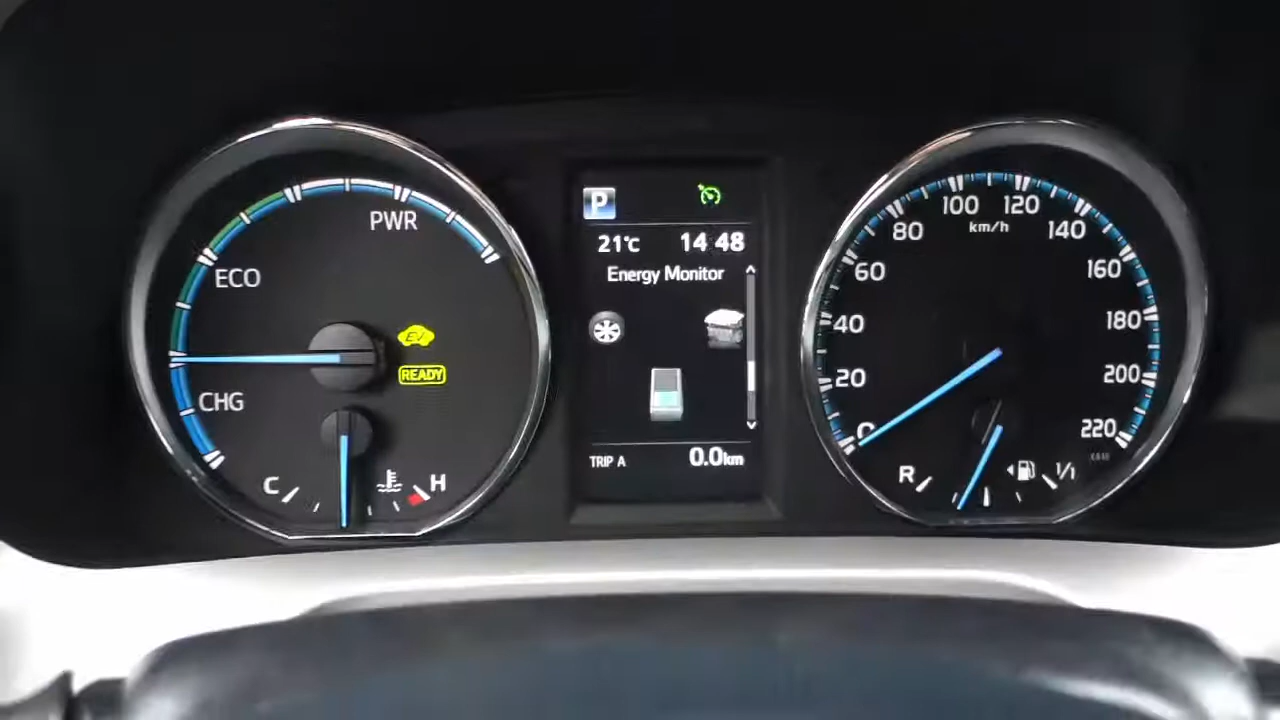 PWR
ECO
EV
READY
CHG
C
H
P
21°C 14 48
Energy Monitor
TRIP A 0.0km
0
20
40
60
80
100
120
140
160
180
200
220
km/h
R
1/1